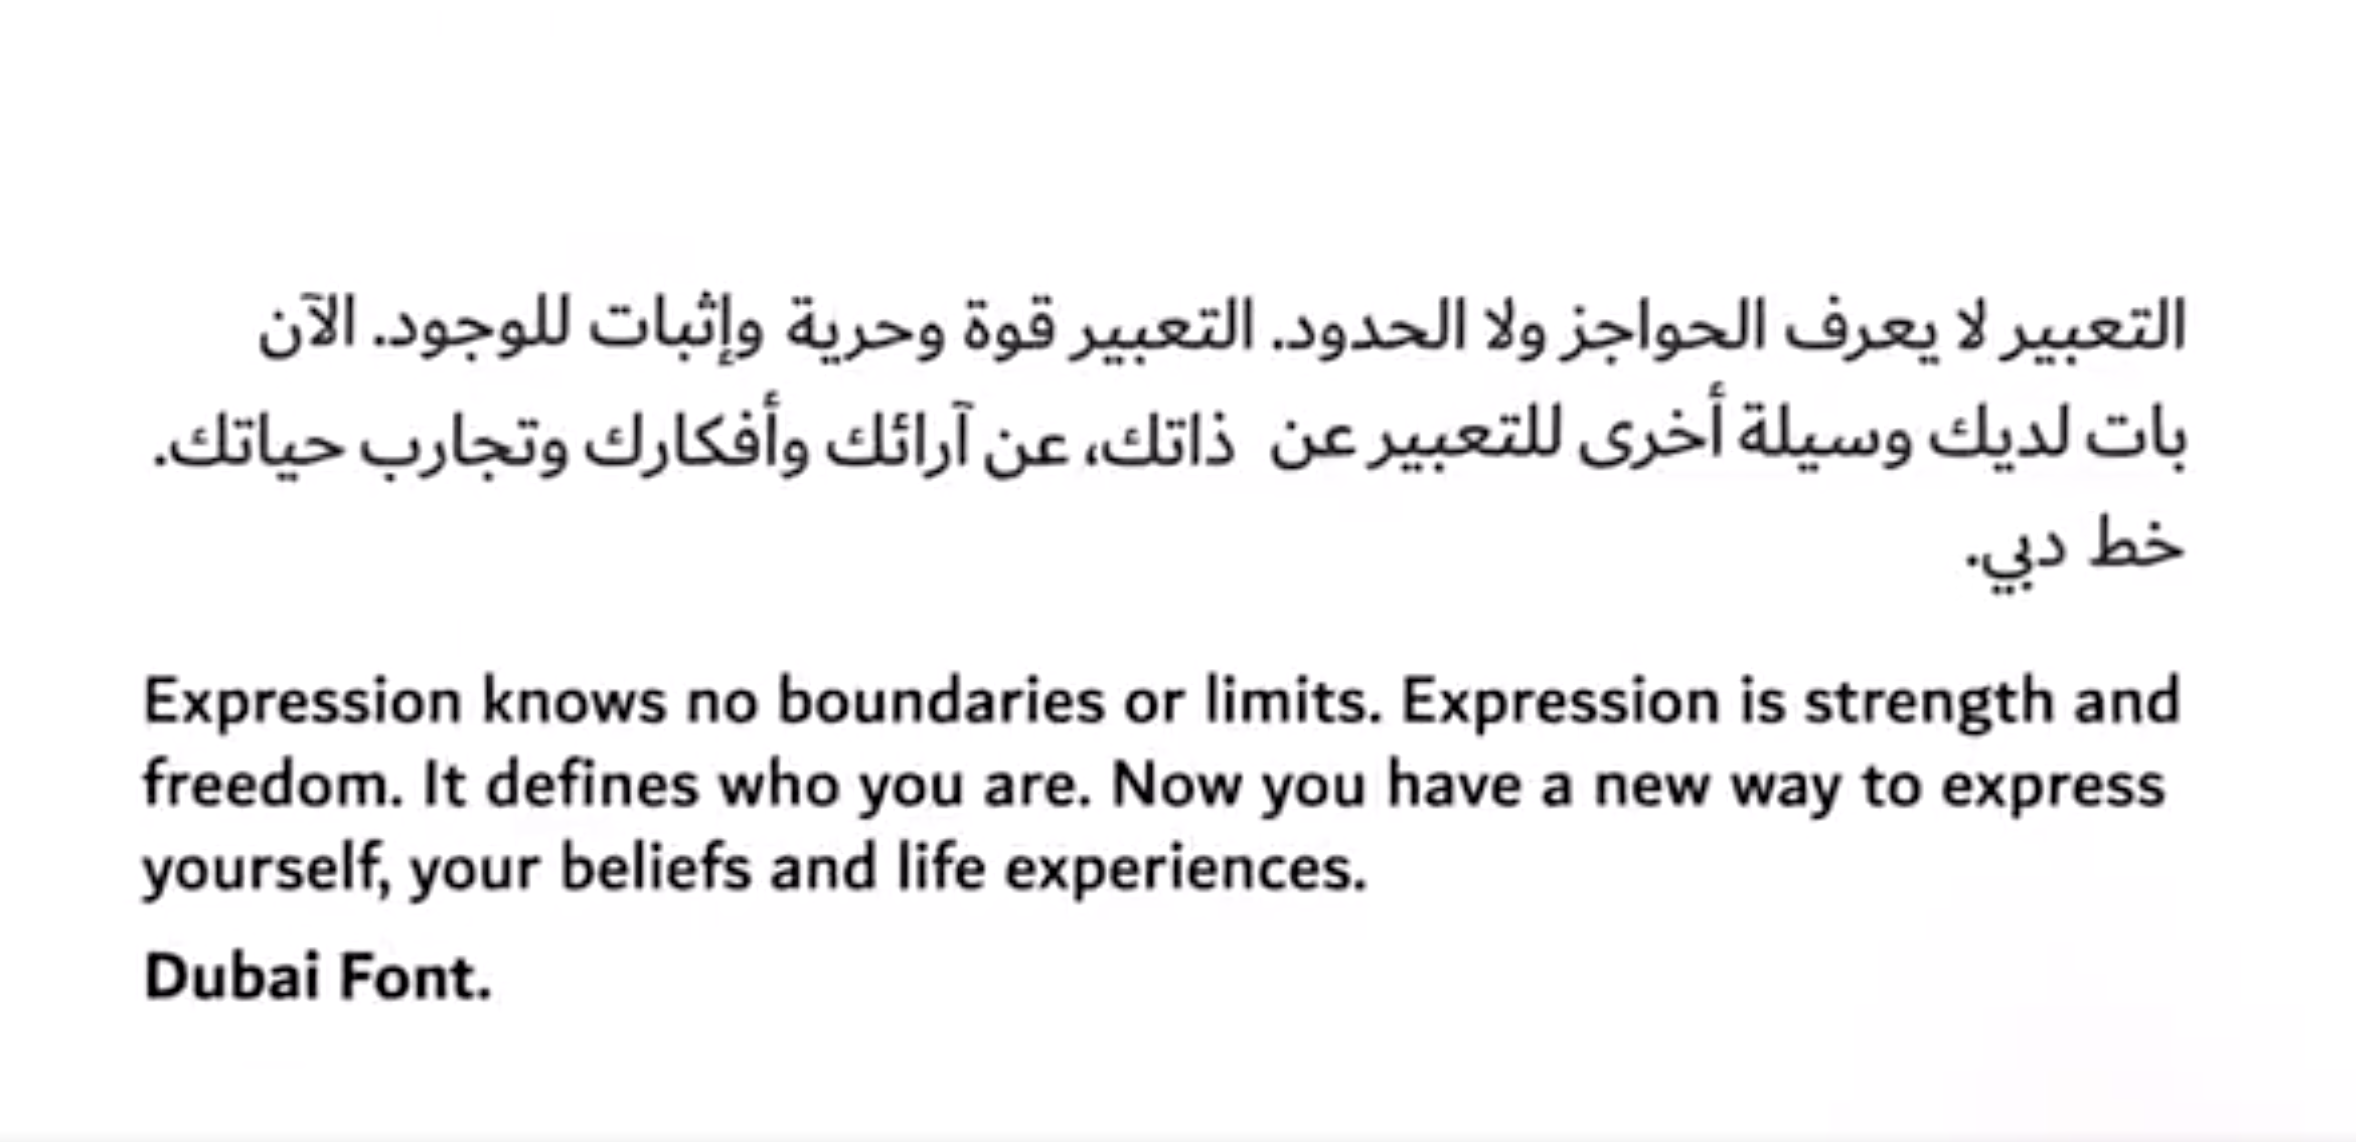 التعبير لا يعرف الحواجز ولا الحدود. التعبير قوة وحرية وإثبات للوجود. الآن
بات لديك وسيلة أخرى للتعبير عن ذاتك، عن آرائك وأفكارك وتجارب حياتك.
خط دبي.
Expression knows no boundaries or limits. Expression is strength and
freedom. It defines who you are. Now you have a new way to express
yourself, your beliefs and life experiences.
Dubai Font.